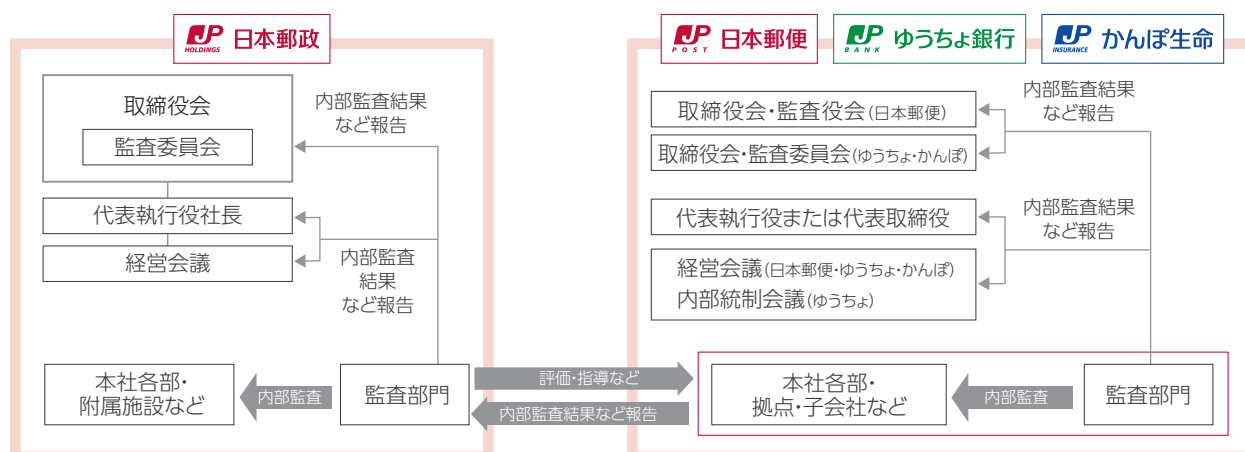 JP
HOLDINGS
日本郵政
取締役会
監査委員会
内部監査結果
など報告
代表執行役社長
経営会議
内部監査
結果
など報告
本社各部・
附属施設など
内部監査
監査部門
評価・指導など
内部監査結果など報告
JP
POST
日本郵便
JP
BANK
ゆうちょ銀行
JP
INSURANCE
かんぽ生命
取締役会・監査役会(日本郵便)
取締役会・監査委員会(ゆうちょ・かんぽ)
内部監査結果
など報告
代表執行役または代表取締役
経営会議(日本郵便・ゆうちょ・かんぽ)
内部統制会議(ゆうちょ)
内部監査結果
など報告
本社各部・
拠点・子会社など
内部監査
監査部門